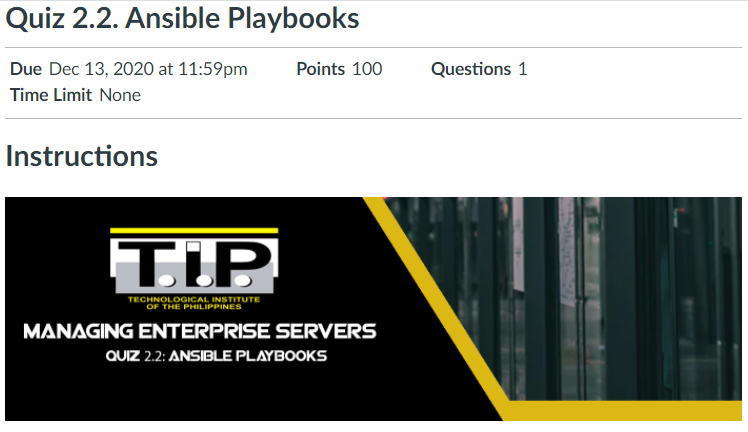 Quiz 2.2. Ansible Playbooks
Due Dec 13, 2020 at 11:59pm Points 100 Questions 1
Time Limit None
Instructions
T.I.P.
TECHNOLOGICAL INSTITUTE
OF THE PHILIPPINES
MANAGING ENTERPRISE SERVERS
QUIZ 2.2: ANSIBLE PLAYBOOKS